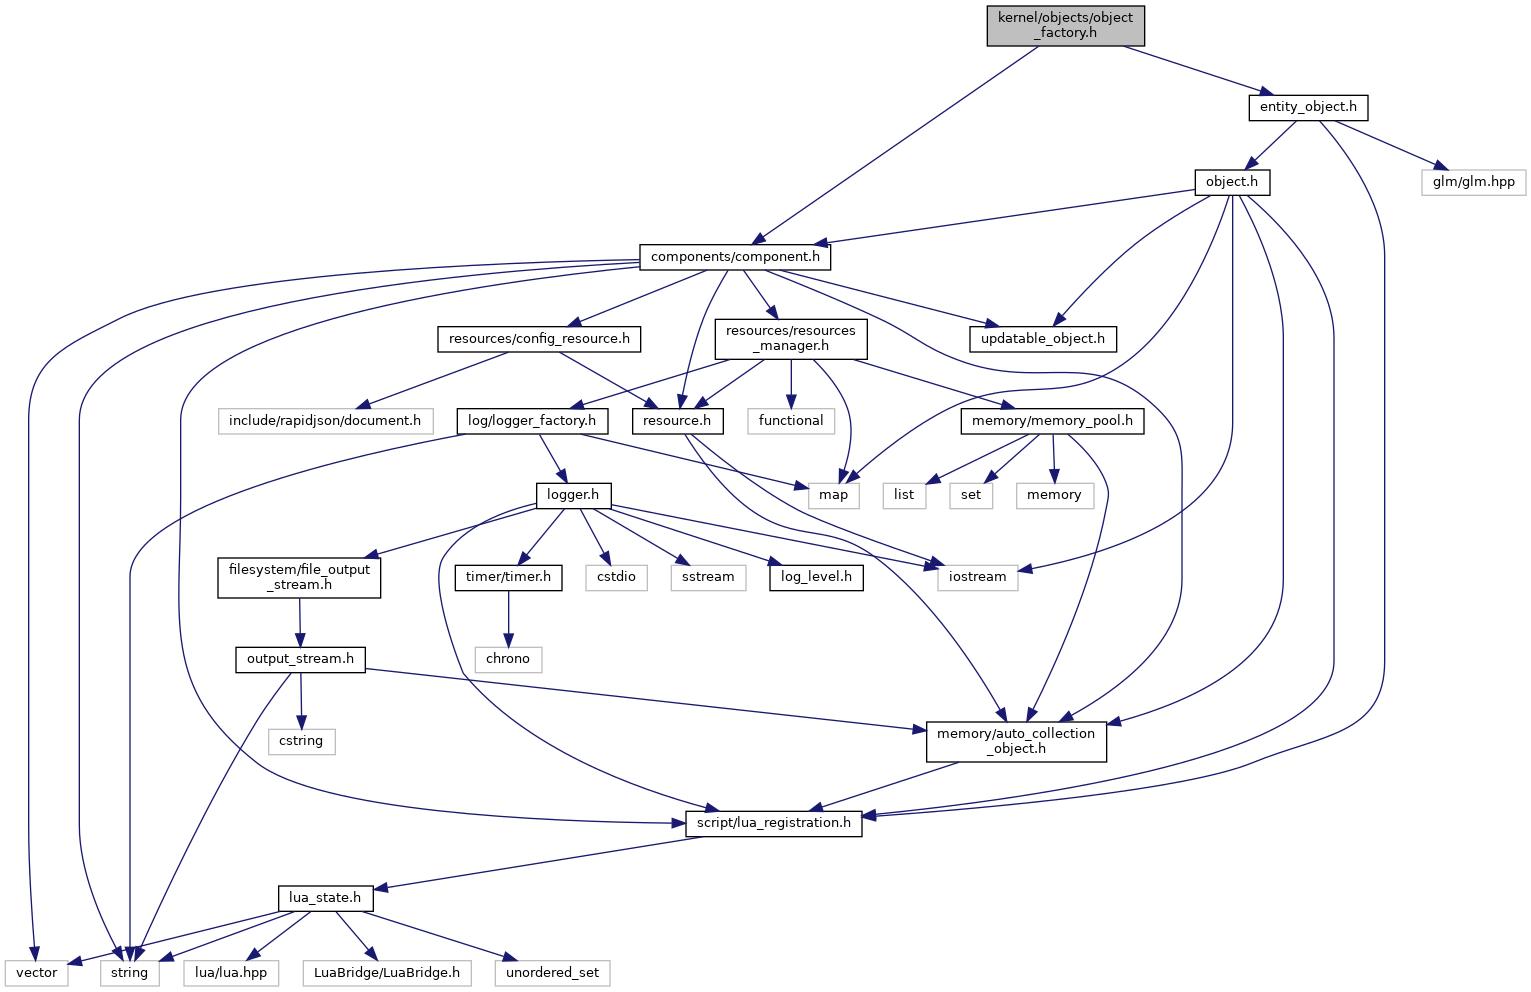 kernel/objects/object
_factory.h
entity_object.h
object.h
glm/glm.hpp
components/component.h
resources/config_resource.h
resources/resources
_manager.h
updatable_object.h
include/rapidjson/document.h
log/logger_factory.h
resource.h
functional
memory/memory_pool.h
logger.h
map
list
set
memory
filesystem/file_output
_stream.h
timer/timer.h
cstdio
sstream
log_level.h
iostream
output_stream.h
chrono
cstring
memory/auto_collection
_object.h
script/lua_registration.h
lua_state.h
vector
string
lua/lua.hpp
LuaBridge/LuaBridge.h
unordered_set